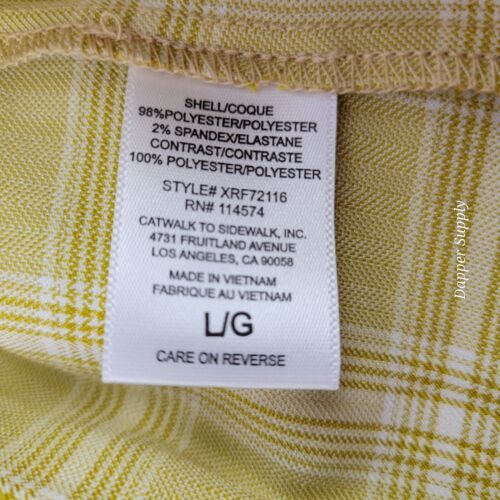 SHELL/COQUE
98%POLYESTER/POLYESTER
2% SPANDEX/ELASTANE
CONTRAST/CONTRASTE
100% POLYESTER/POLYESTER
STYLE# XRF72116
RN# 114574
CATWALK TO SIDEWALK, INC.
4731 FRUITLAND AVENUE
LOS ANGELES, CA 90058
MADE IN VIETNAM
FABRIQUE AU VIETNAM
L/G
CARE ON REVERSE
Dapper Supply